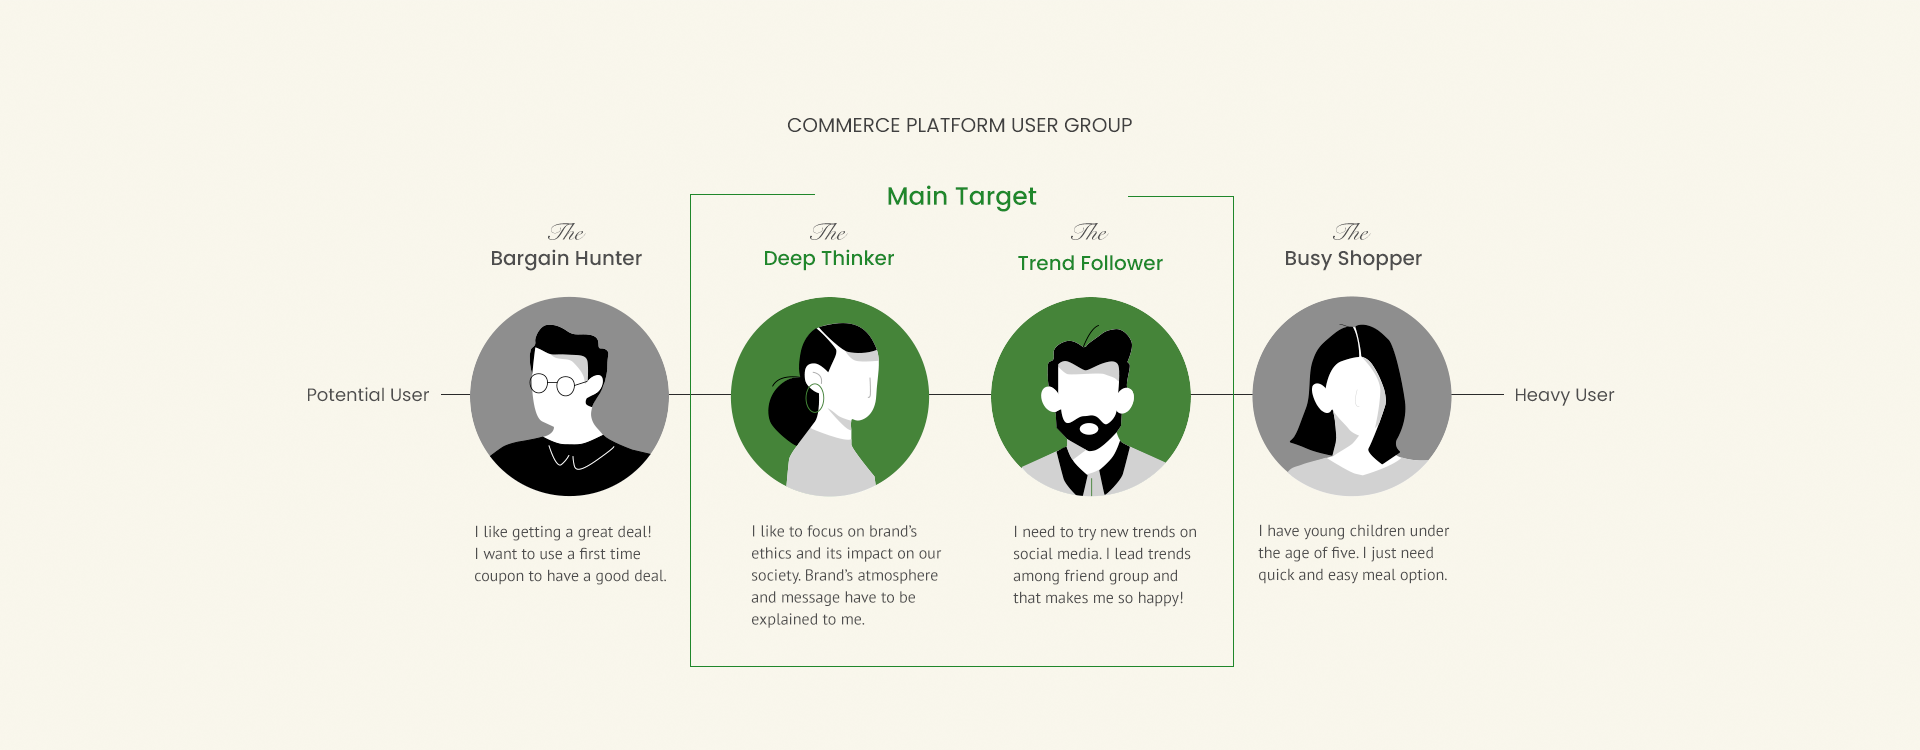 COMMERCE PLATFORM USER GROUP
Main Target
The
Bargain Hunter
The
Deep Thinker
The
Trend Follower
The
Busy Shopper
Potential User
Heavy User
I like getting a great deal!
I want to use a first time
coupon to have a good deal.
I like to focus on brand's
ethics and its impact on our
society. Brand's atmosphere
and message have to be
explained to me.
I need to try new trends on
social media. I lead trends
among friend group and
that makes me so happy!
I have young children under
the age of five. I just need
quick and easy meal option.